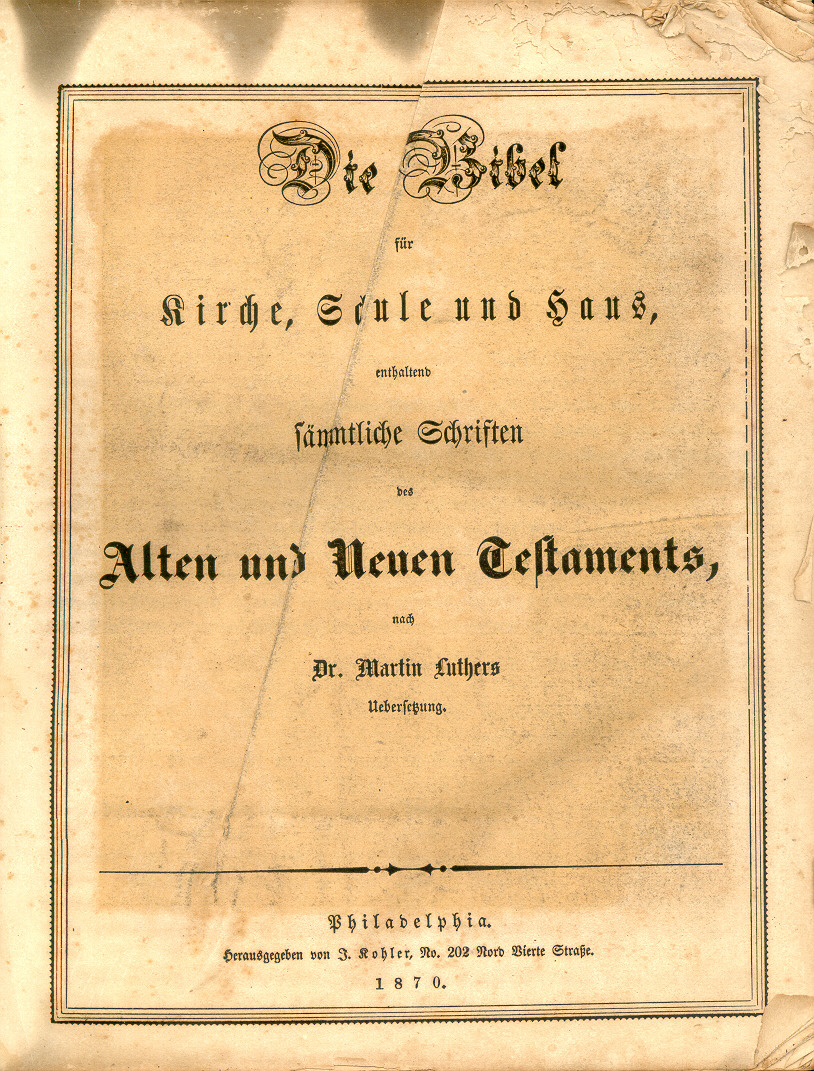 Die Bibel
für
Kirche, Schule und Haus,
enthaltend
sämmtliche Schriften
des
Alten und Neuen Testaments,
nach
Dr. Martin Luthers
Uebersetzung.
Philadelphia.
Herausgegeben von J. Kohler, No. 202 Nord Vierte Straße.
1870.